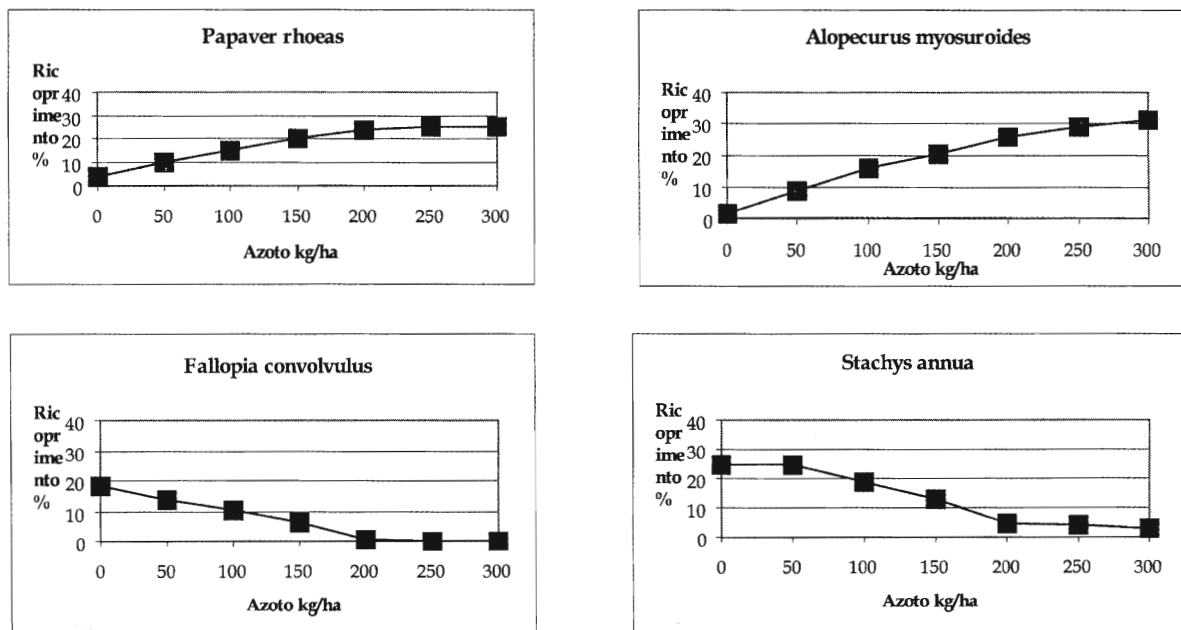 Papaver rhoeas
Ric
opr
ime
nto
%
40
30
20
10
0
0 50 100 150 200 250 300
Azoto kg/ha
Alopecurus myosuroides
Ric
opr
ime
nto
%
40
30
20
10
0
0 50 100 150 200 250 300
Azoto kg/ha
Fallopia convolvulus
Ric
opr
ime
nto
%
40
30
20
10
0
0 50 100 150 200 250 300
Azoto kg/ha
Stachys annua
Ric
opr
ime
nto
%
40
30
20
10
0
0 50 100 150 200 250 300
Azoto kg/ha